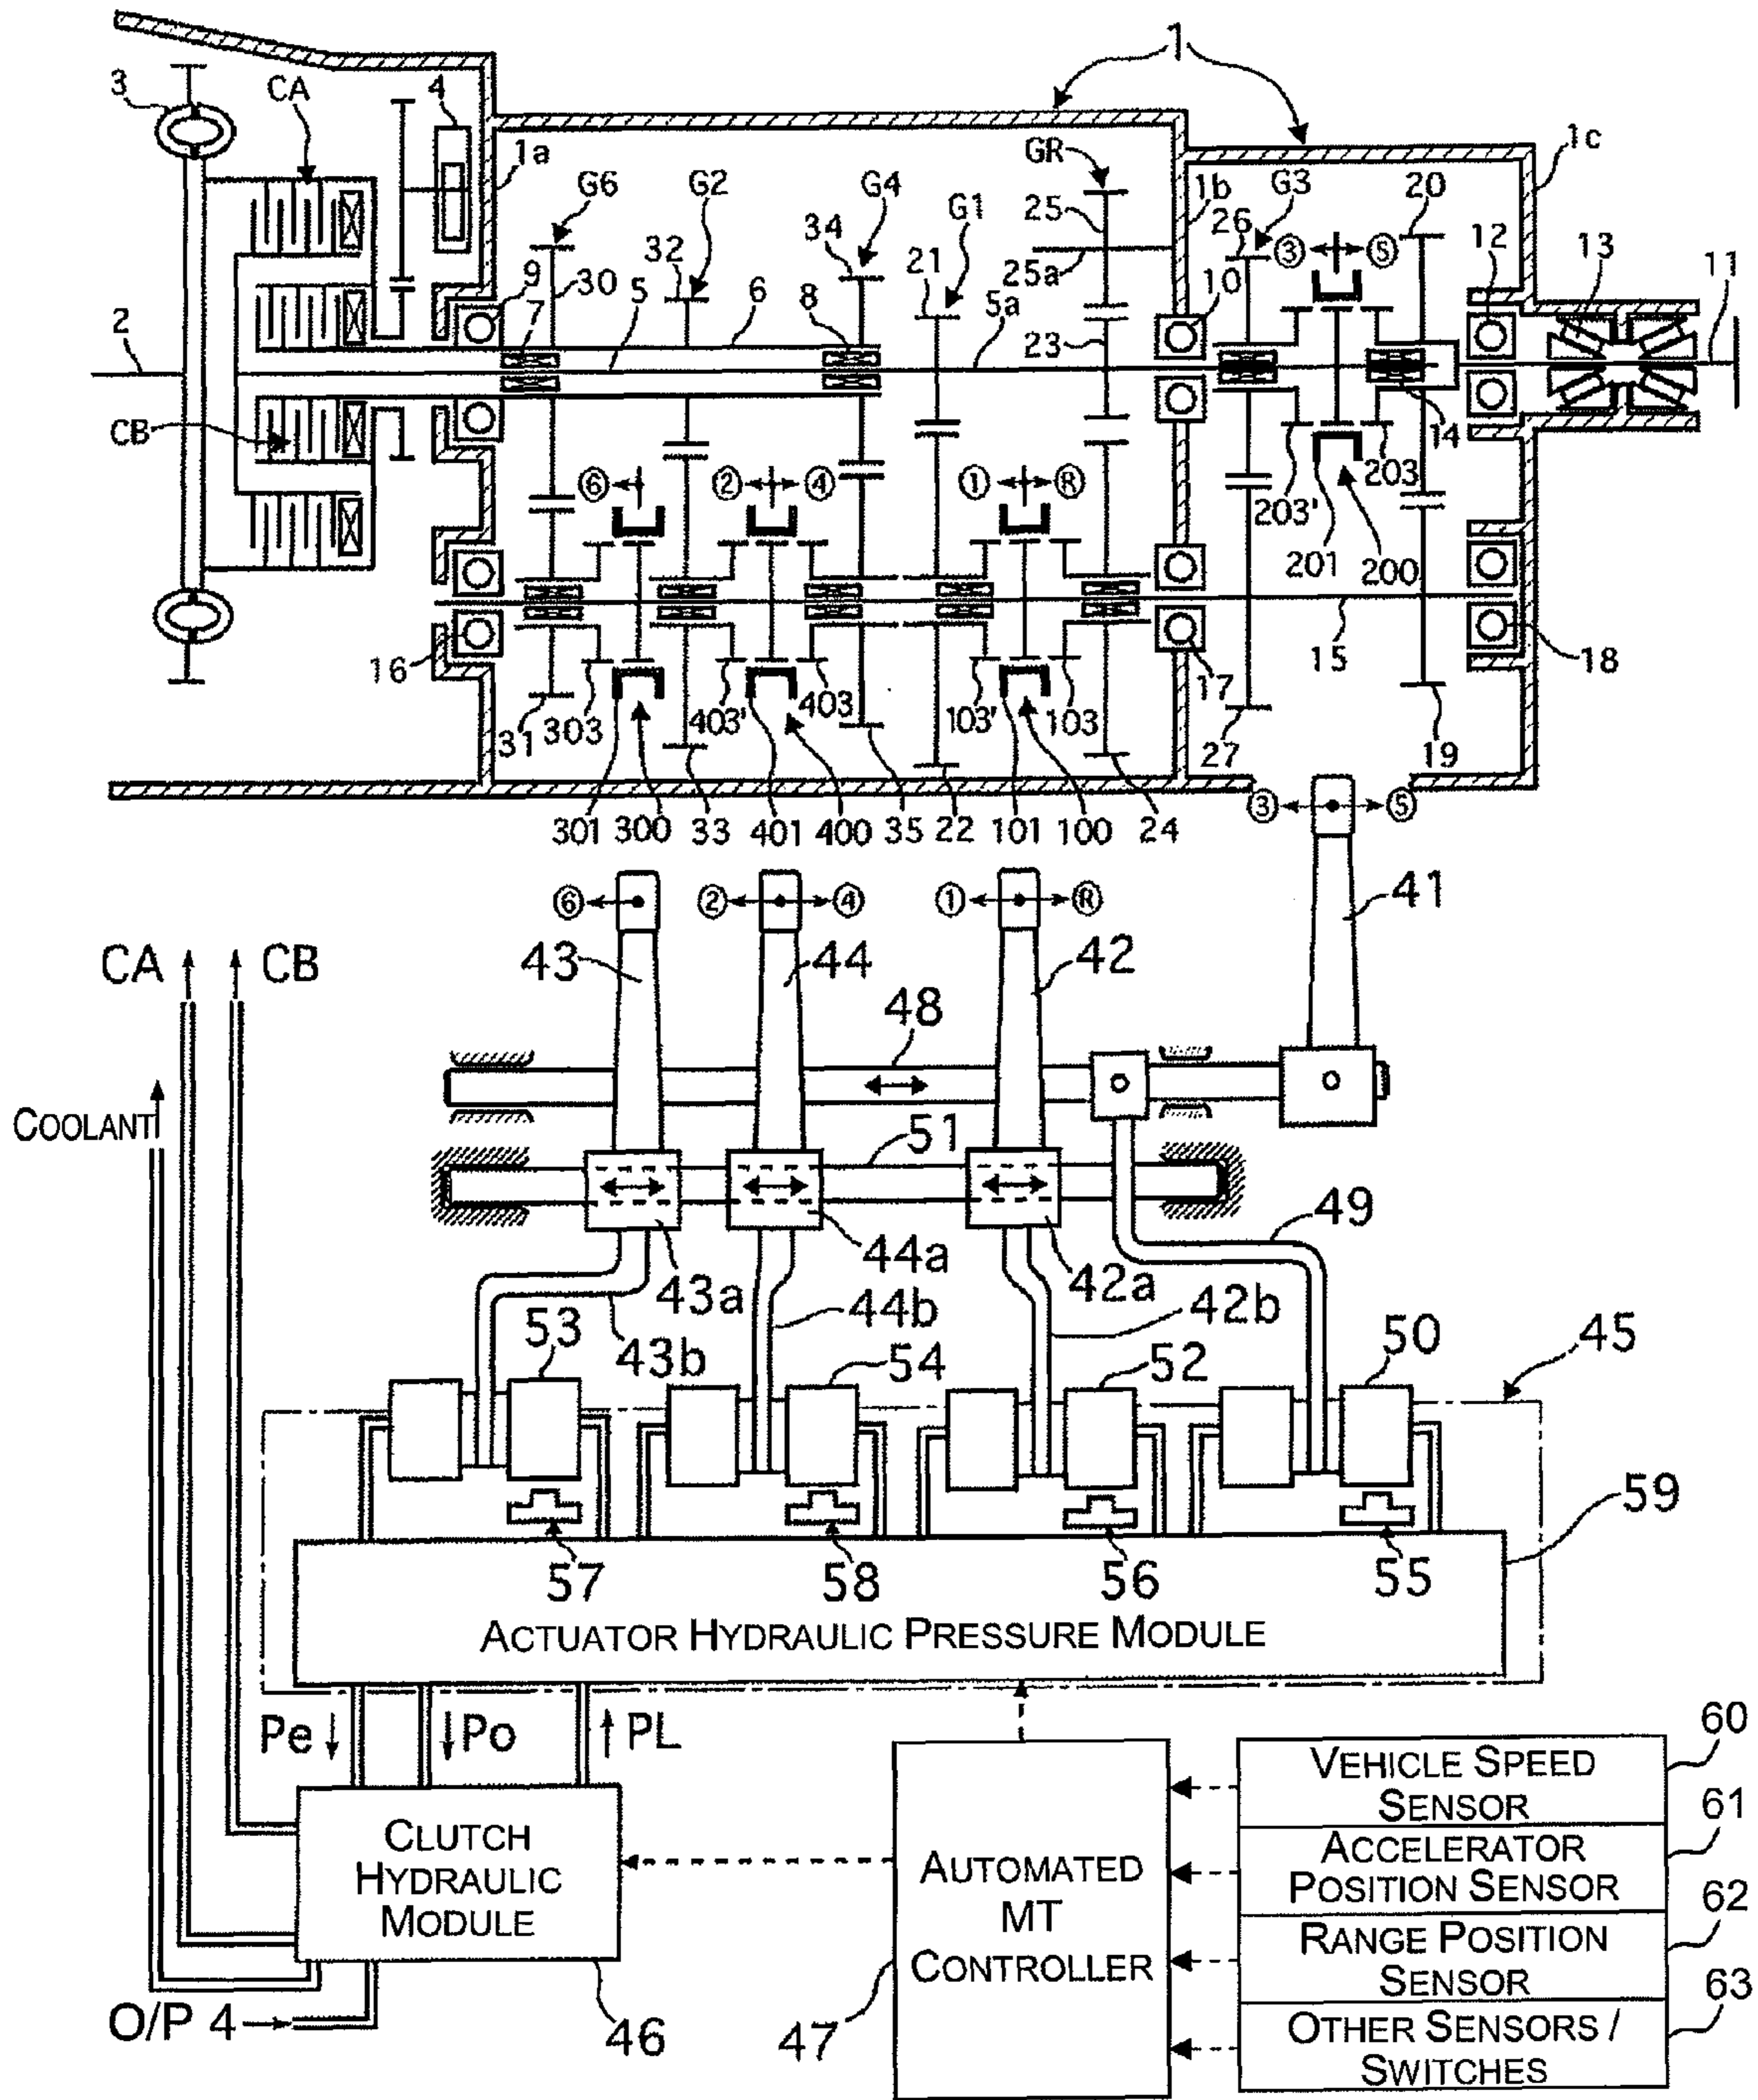 1
3
CA
4
1a
G6
G2
G4
G1
GR
1b
G3
20
1c
25
26
③ ⑤
12
13
11
34
32
21
25a
9
30
7
5
6
8
5a
23
10
2
CB
14
203
203'
⑥
② ④
① Ⓡ
201
200
16
15
18
31
303
403'
403
103'
103
17
27
19
301
300
33
401
400
35
22
101
100
24
③ ⑤
⑥
② ④
① Ⓡ
41
CA
CB
43
44
42
48
COOLANT
51
49
43a
44a
42a
44b
42b
43b
53
54
52
50
45
59
57
58
56
55
ACTUATOR HYDRAULIC PRESSURE MODULE
Pe
Po
PL
60
VEHICLE SPEED
SENSOR
61
ACCELERATOR
POSITION SENSOR
62
RANGE POSITION
SENSOR
63
OTHER SENSORS /
SWITCHES
CLUTCH
HYDRAULIC
MODULE
AUTOMATED
MT
CONTROLLER
O/P 4
46
47